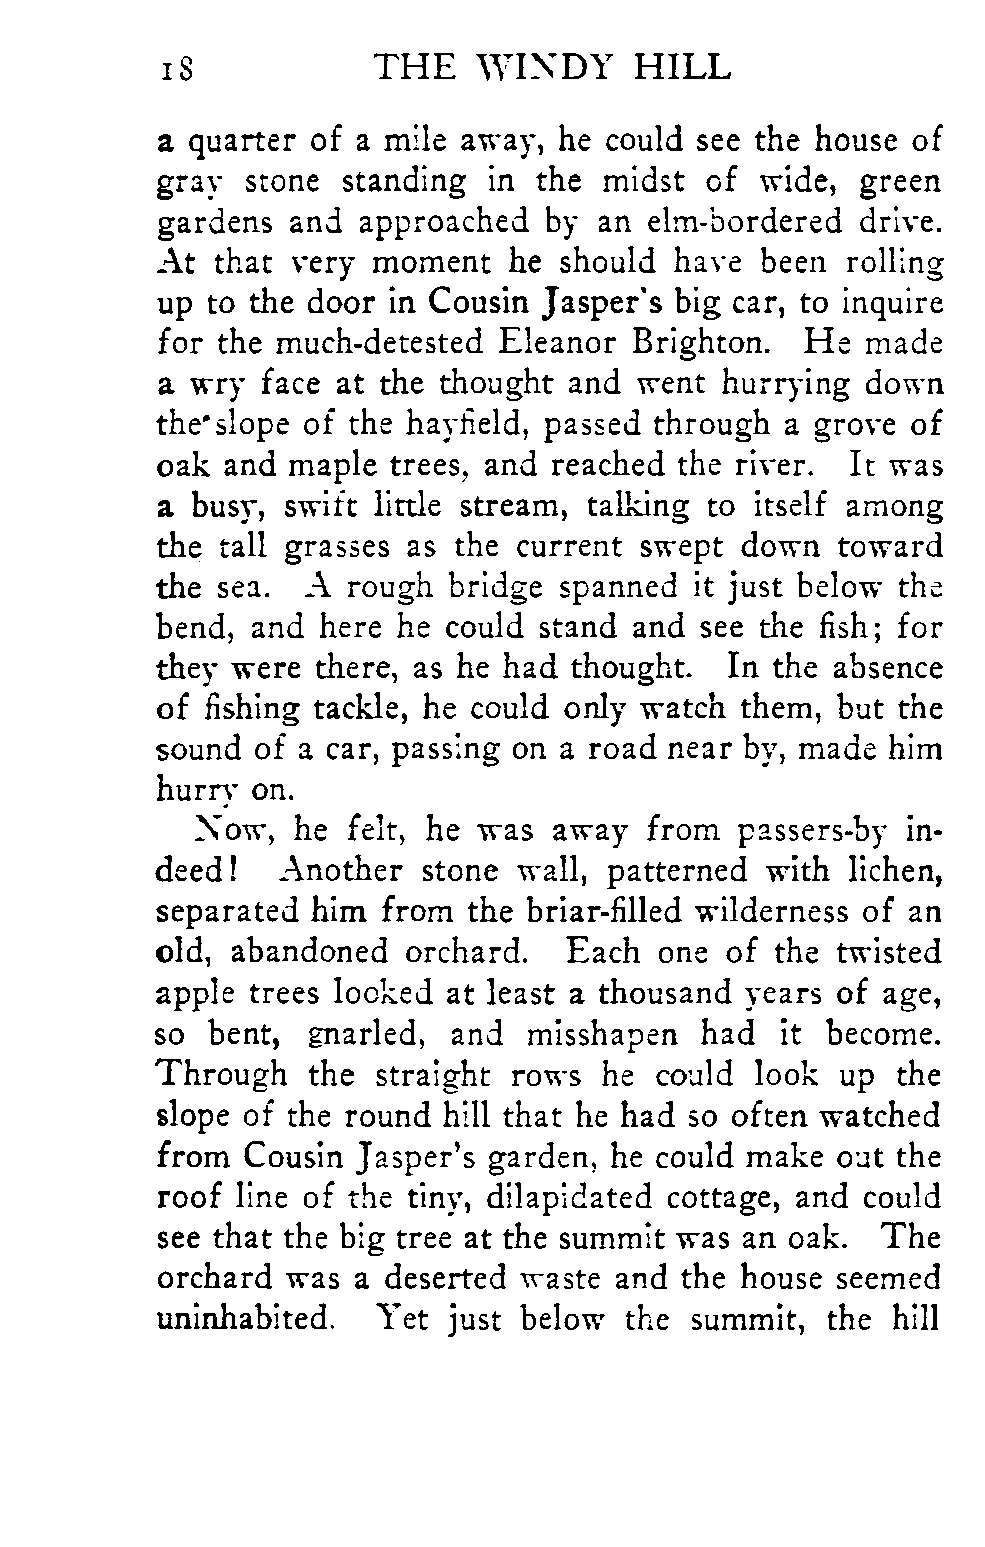 18 THE WINDY HILL
a quarter of a mile away, he could see the house of
gray stone standing in the midst of wide, green
gardens and approached by an elm-bordered drive.
At that very moment he should have been rolling
up to the door in Cousin Jasper's big car, to inquire
for the much-detested Eleanor Brighton. He made
a wry face at the thought and went hurrying down
the slope of the hayfield, passed through a grove of
oak and maple trees, and reached the river. It was
a busy, swift little stream, talking to itself among
the tall grasses as the current swept down toward
the sea. A rough bridge spanned it just below the
bend, and here he could stand and see the fish; for
they were there, as he had thought. In the absence
of fishing tackle, he could only watch them, but the
sound of a car, passing on a road near by, made him
hurry on.
Now, he felt, he was away from passers-by in-
deed! Another stone wall, patterned with lichen,
separated him from the briar-filled wilderness of an
old, abandoned orchard. Each one of the twisted
apple trees looked at least a thousand years of age,
so bent, gnarled, and misshapen had it become.
Through the straight rows he could look up the
slope of the round hill that he had so often watched
from Cousin Jasper's garden, he could make out the
roof line of the tiny, dilapidated cottage, and could
see that the big tree at the summit was an oak. The
orchard was a deserted waste and the house seemed
uninhabited. Yet just below the summit, the hill